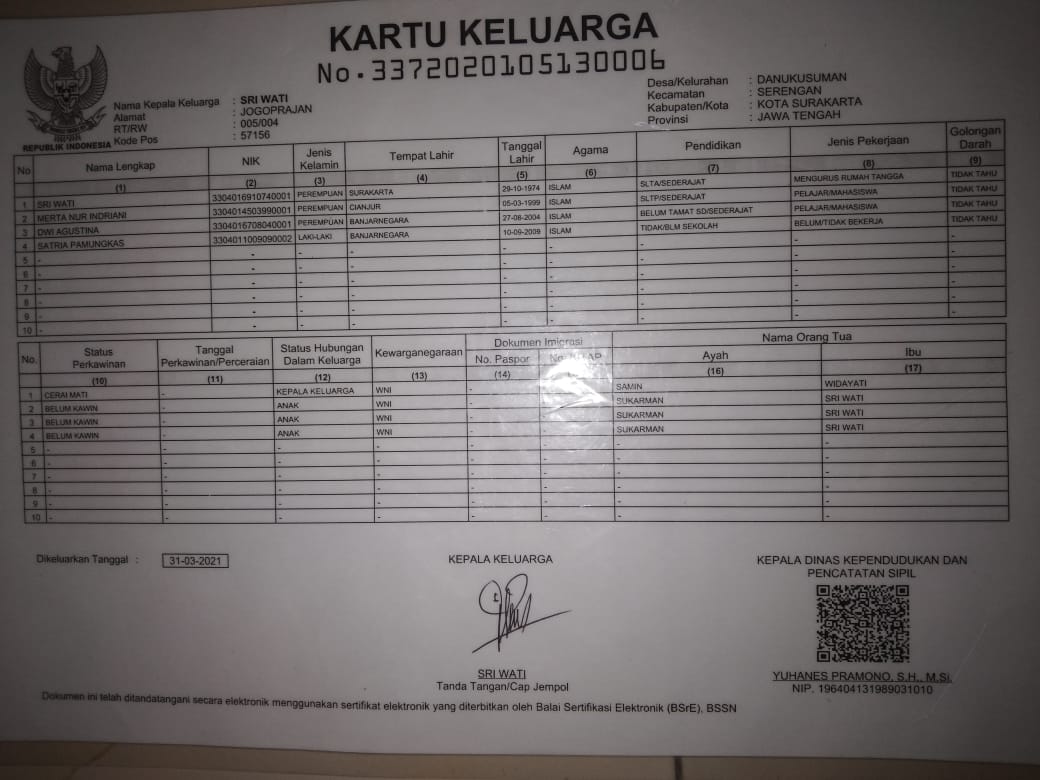 KARTU KELUARGA
No. 3372020105130006
REPUBLIK INDONESIA
Nama Kepala Keluarga : SRI WATI
Alamat : JOGOPRAJAN
RT/RW : 005/004
Kode Pos : 57156
Desa/Kelurahan : DANUKUSUMAN
Kecamatan : SERENGAN
Kabupaten/Kota : KOTA SURAKARTA
Provinsi : JAWA TENGAH
No Nama Lengkap NIK Jenis Kelamin Tempat Lahir Tanggal Lahir Agama Pendidikan Jenis Pekerjaan Golongan Darah
(1) (2) (3) (4) (5) (6) (7) (8) (9)
1 SRI WATI 3304016910740001 PEREMPUAN SURAKARTA 29-10-1974 ISLAM SLTA/SEDERAJAT MENGURUS RUMAH TANGGA TIDAK TAHU
2 MERTA NUR INDRIANI 3304014503990001 PEREMPUAN CIANJUR 05-03-1999 ISLAM SLTP/SEDERAJAT PELAJAR/MAHASISWA TIDAK TAHU
3 DWI AGUSTINA 3304016708040001 PEREMPUAN BANJARNEGARA 27-08-2004 ISLAM BELUM TAMAT SD/SEDERAJAT PELAJAR/MAHASISWA TIDAK TAHU
4 SATRIA PAMUNGKAS 3304011009090002 LAKI-LAKI BANJARNEGARA 10-09-2009 ISLAM TIDAK/BLM SEKOLAH BELUM/TIDAK BEKERJA TIDAK TAHU
5 - - - - - - - - -
6 - - - - - - - - -
7 - - - - - - - - -
8 - - - - - - - - -
9 - - - - - - - - -
10 - - - - - - - - -
No. Status Perkawinan Tanggal Perkawinan/Perceraian Status Hubungan Dalam Keluarga Kewarganegaraan Dokumen Imigrasi No. Paspor Nama Orang Tua Ayah Ibu
(10) (11) (12) (13) (14) (16) (17)
1 CERAI MATI - KEPALA KELUARGA WNI - SAMIN WIDAYATI
2 BELUM KAWIN - ANAK WNI - SUKARMAN SRI WATI
3 BELUM KAWIN - ANAK WNI - SUKARMAN SRI WATI
4 BELUM KAWIN - ANAK WNI - - SUKARMAN SRI WATI
5 - - - - - - - -
6 - - - - - - - -
7 - - - - - - - -
8 - - - - - - - -
9 - - - - - - - -
10 - - - - - - - -
Dikeluarkan Tanggal : 31-03-2021
KEPALA KELUARGA
SRI WATI
Tanda Tangan/Cap Jempol
KEPALA DINAS KEPENDUDUKAN DAN
PENCATATAN SIPIL
YUHANES PRAMONO, S.H., M.Si.
NIP. 196404131989031010
Dokumen ini telah ditandatangani secara elektronik menggunakan sertifikat elektronik yang diterbitkan oleh Balai Sertifikasi Elektronik (BSrE), BSSN